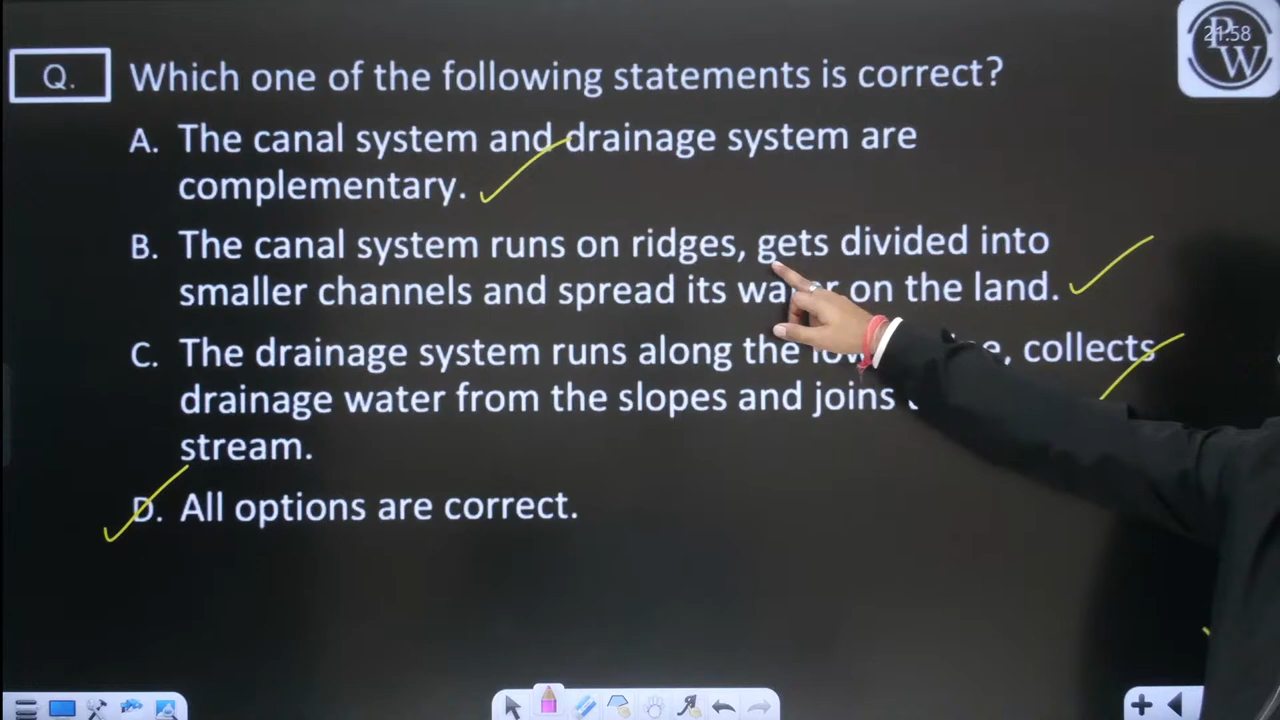 21:58
PW
Q. Which one of the following statements is correct?
A. The canal system and drainage system are
complementary.
B. The canal system runs on ridges, gets divided into
smaller channels and spread its water on the land.
C. The drainage system runs along the collects
drainage water from the slopes and joins
stream.
D. All options are correct.